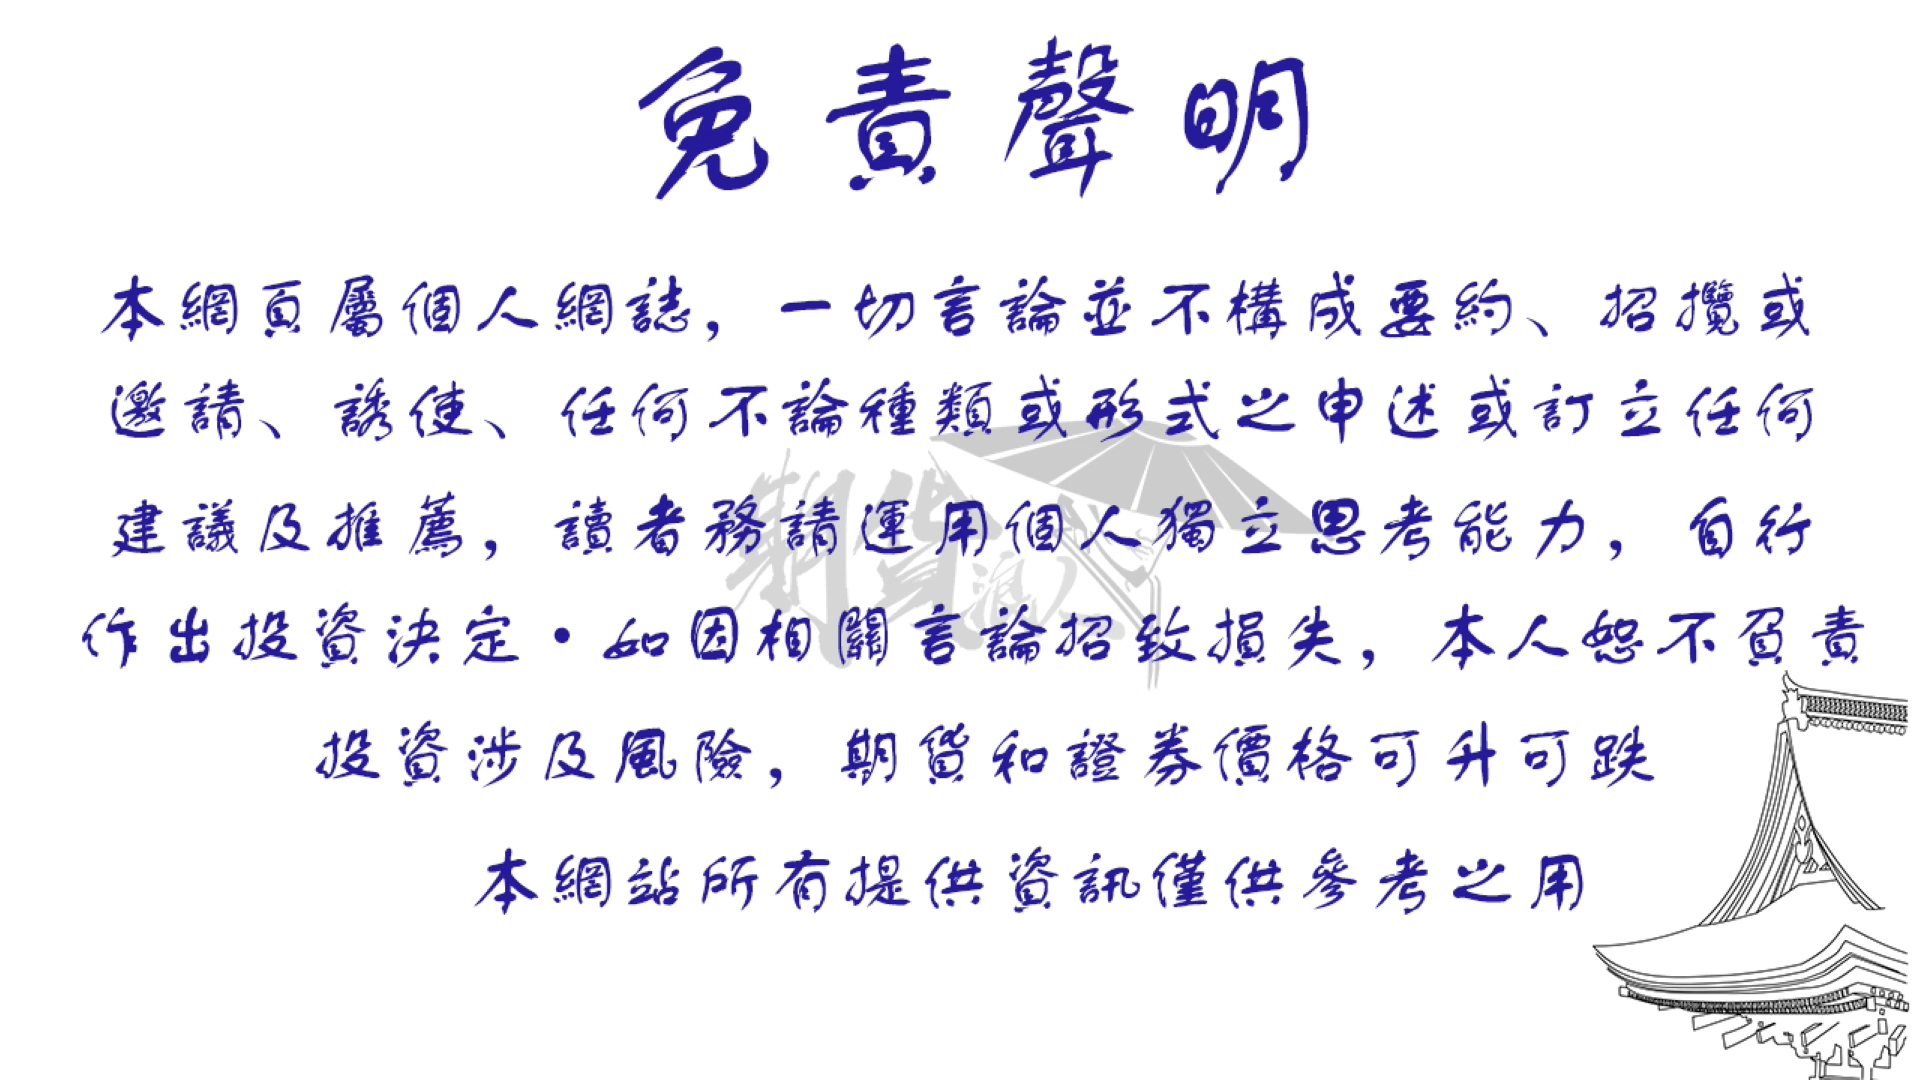 免責聲明
本網頁屬個人網誌，一切言論並不構成要約、招攬或
邀請、誘使、任何不論種類或形式之申述或訂立任何
建議及推薦，讀者務請運用個人獨立思考能力，自行
作出投資決定・如因相關言論招致損失，本人恕不負責
投資涉及風險，期貨和證券價格可升可跌
本網站所有提供資訊僅供參考之用
期貨浪人